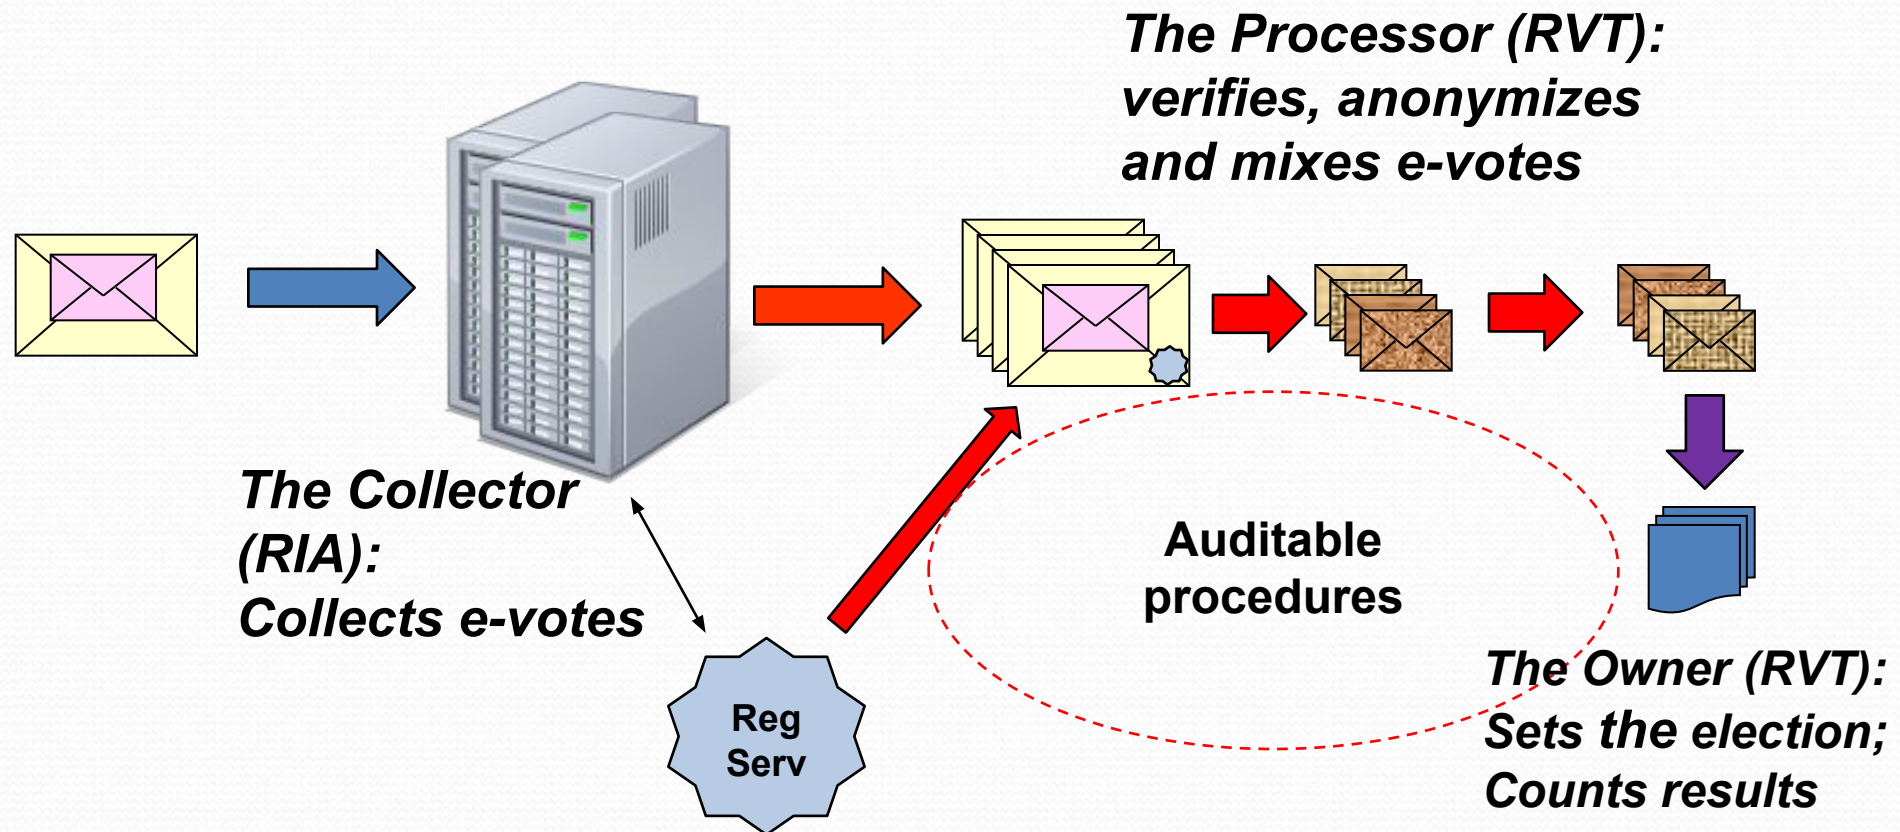 The Processor (RVT):
verifies, anonymizes
and mixes e-votes
The Collector
(RIA):
Collects e-votes
Auditable
procedures
Reg
Serv
The Owner (RVT):
Sets the election;
Counts results